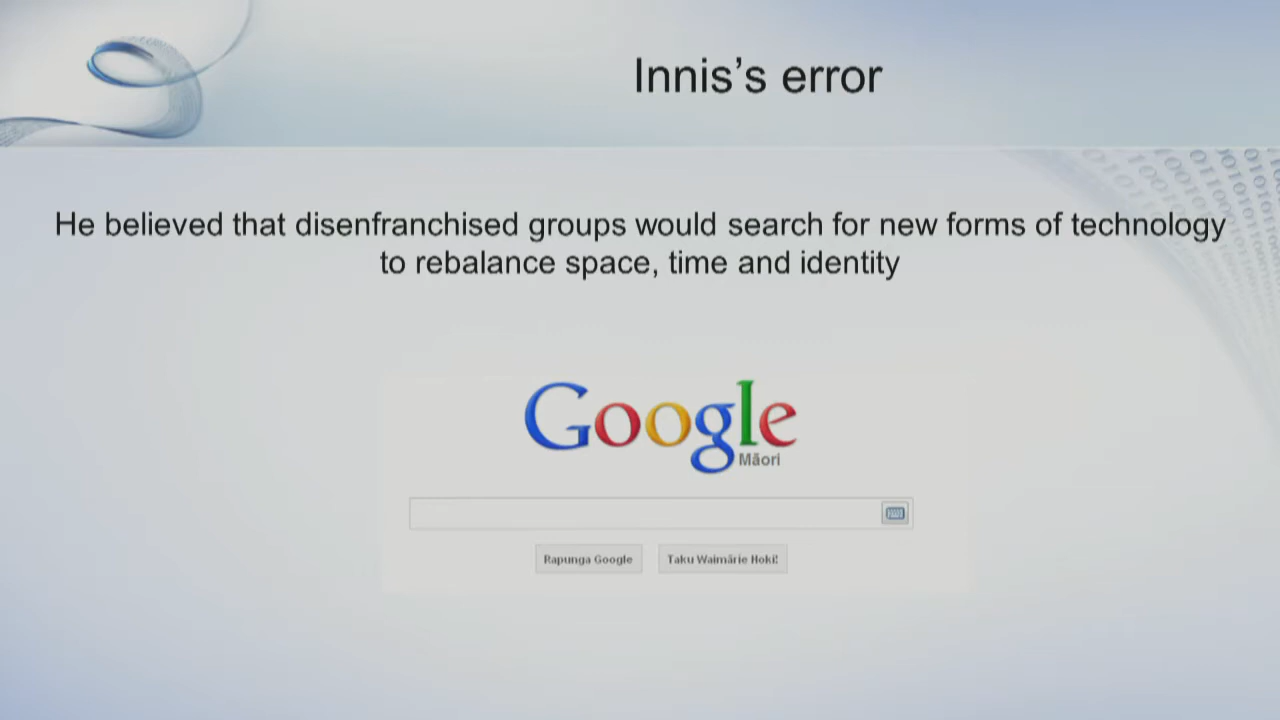 Innis’s error
He believed that disenfranchised groups would search for new forms of technology
to rebalance space, time and identity
Google
Māori
Rapunga Google
Taku Waimārie Hoki!